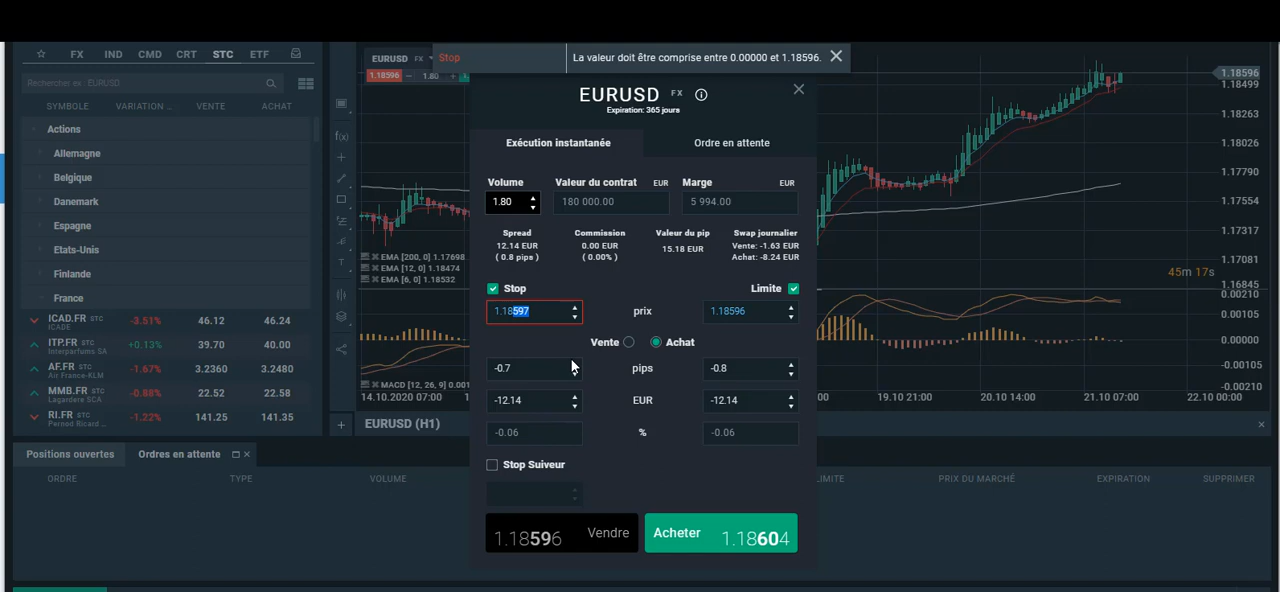 FX IND CMD CRT STC ETF
Rechercher ex : EURUSD
SYMBOLE VARIATION ... VENTE ACHAT
Actions
Allemagne
Belgique
Danemark
Espagne
Etats-Unis
Finlande
France
ICAD.FR STC -3.51% 46.12 46.24
ICADE
ITP.FR STC +0.13% 39.70 40.00
Interparfums SA
AF.FR STC -1.67% 3.2360 3.2480
Air France-KLM
MMB.FR STC -0.88% 22.52 22.58
Lagardere SCA
RI.FR STC -1.22% 141.25 141.35
Pernod Ricard ...
EURUSD FX
1.18596 1.80
Stop La valeur doit être comprise entre 0.00000 et 1.18596.
EURUSD FX
Expiration: 365 jours
Exécution instantanée Ordre en attente
Volume Valeur du contrat EUR Marge EUR
1.80 180 000.00 5 994.00
Spread Commission Valeur du pip Swap journalier
12.14 EUR 0.00 EUR 15.18 EUR Vente: -1.63 EUR
( 0.8 pips ) ( 0.00% ) Achat: -8.24 EUR
Stop Limite
1.18597 prix 1.18596
Vente Achat
-0.7 pips -0.8
-12.14 EUR -12.14
-0.06 % -0.06
Stop Suiveur
1.18596 Vendre Acheter 1.18604
EMA [200, 0] 1.17698
EMA [12, 0] 1.18474
EMA [6, 0] 1.18532
MACD [12, 26, 9] 0.001
1.18596
1.18499
1.18263
1.18026
1.17790
1.17554
1.17317
1.17081
1.16845
45m 17s
0.00210
0.00105
0.00000
-0.00105
-0.00210
14.10.2020 07:00 1 :00 19.10 21:00 20.10 14:00 21.10 07:00 22.10 00:00
EURUSD (H1)
Positions ouvertes Ordres en attente
ORDRE TYPE VOLUME LIMITE PRIX DU MARCHÉ EXPIRATION SUPPRIMER